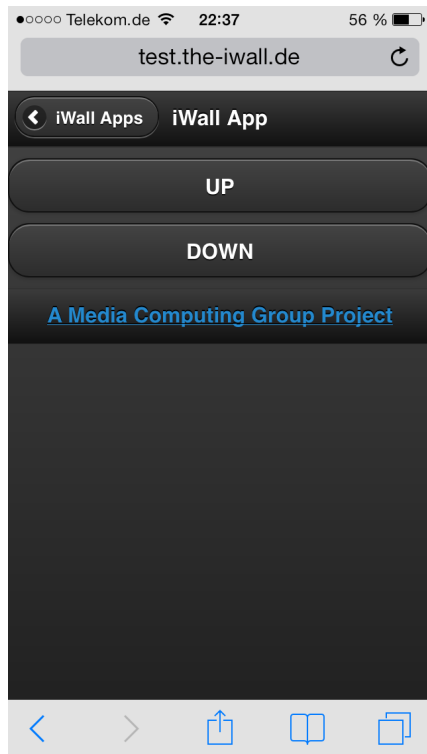 Telekom.de 22:37 56 %
test.the-iwall.de
iWall Apps iWall App
UP
DOWN
A Media Computing Group Project